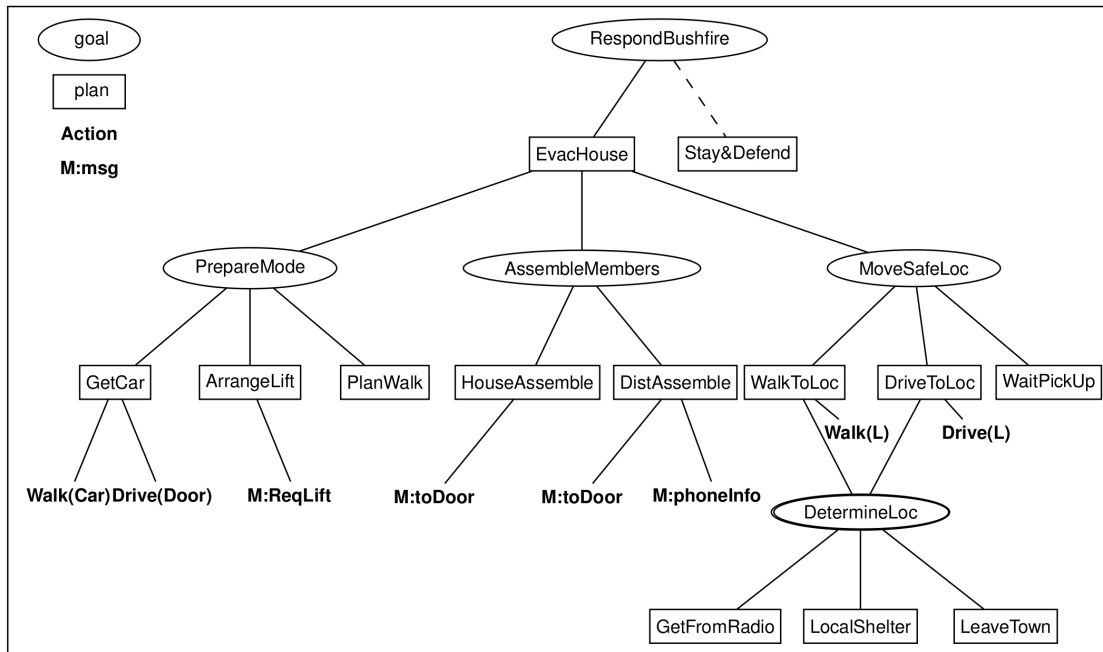 goal
RespondBushfire
plan
Action
M:msg
EvacHouse
Stay&Defend
PrepareMode
AssembleMembers
MoveSafeLoc
GetCar
ArrangeLift
PlanWalk
HouseAssemble
DistAssemble
WalkToLoc
DriveToLoc
WaitPickUp
Walk(L)
Drive(L)
Walk(Car)
Drive(Door)
M:ReqLift
M:toDoor
M:toDoor
M:phoneInfo
DetermineLoc
GetFromRadio
LocalShelter
LeaveTown